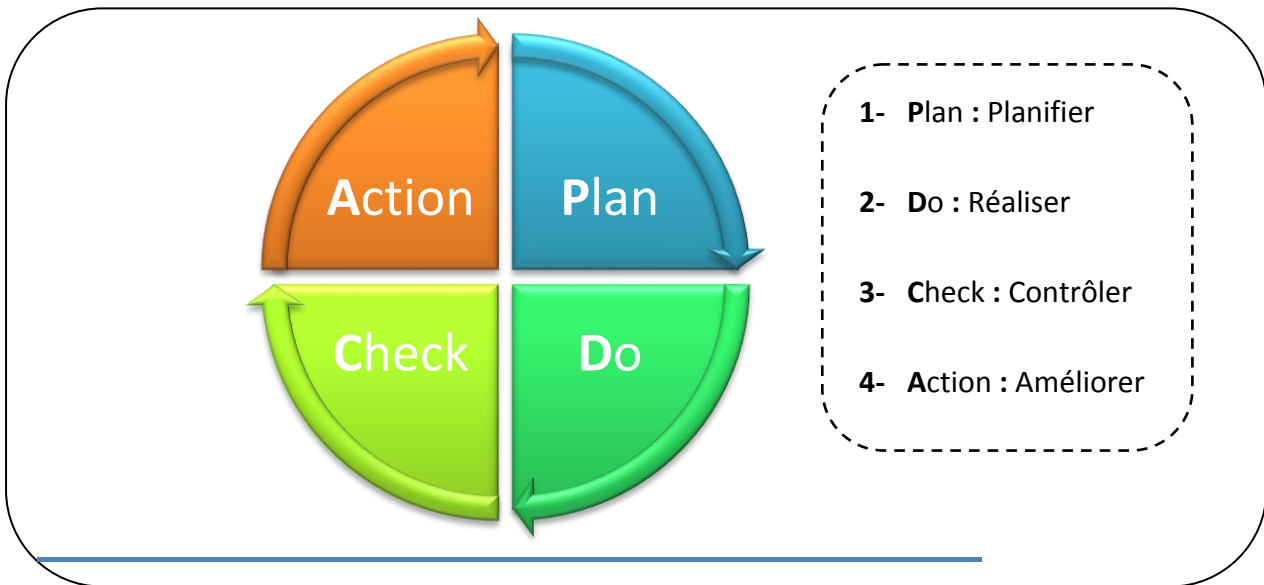 Action
Plan
Check
Do
1- Plan : Planifier
2- Do : Réaliser
3- Check : Contrôler
4- Action : Améliorer